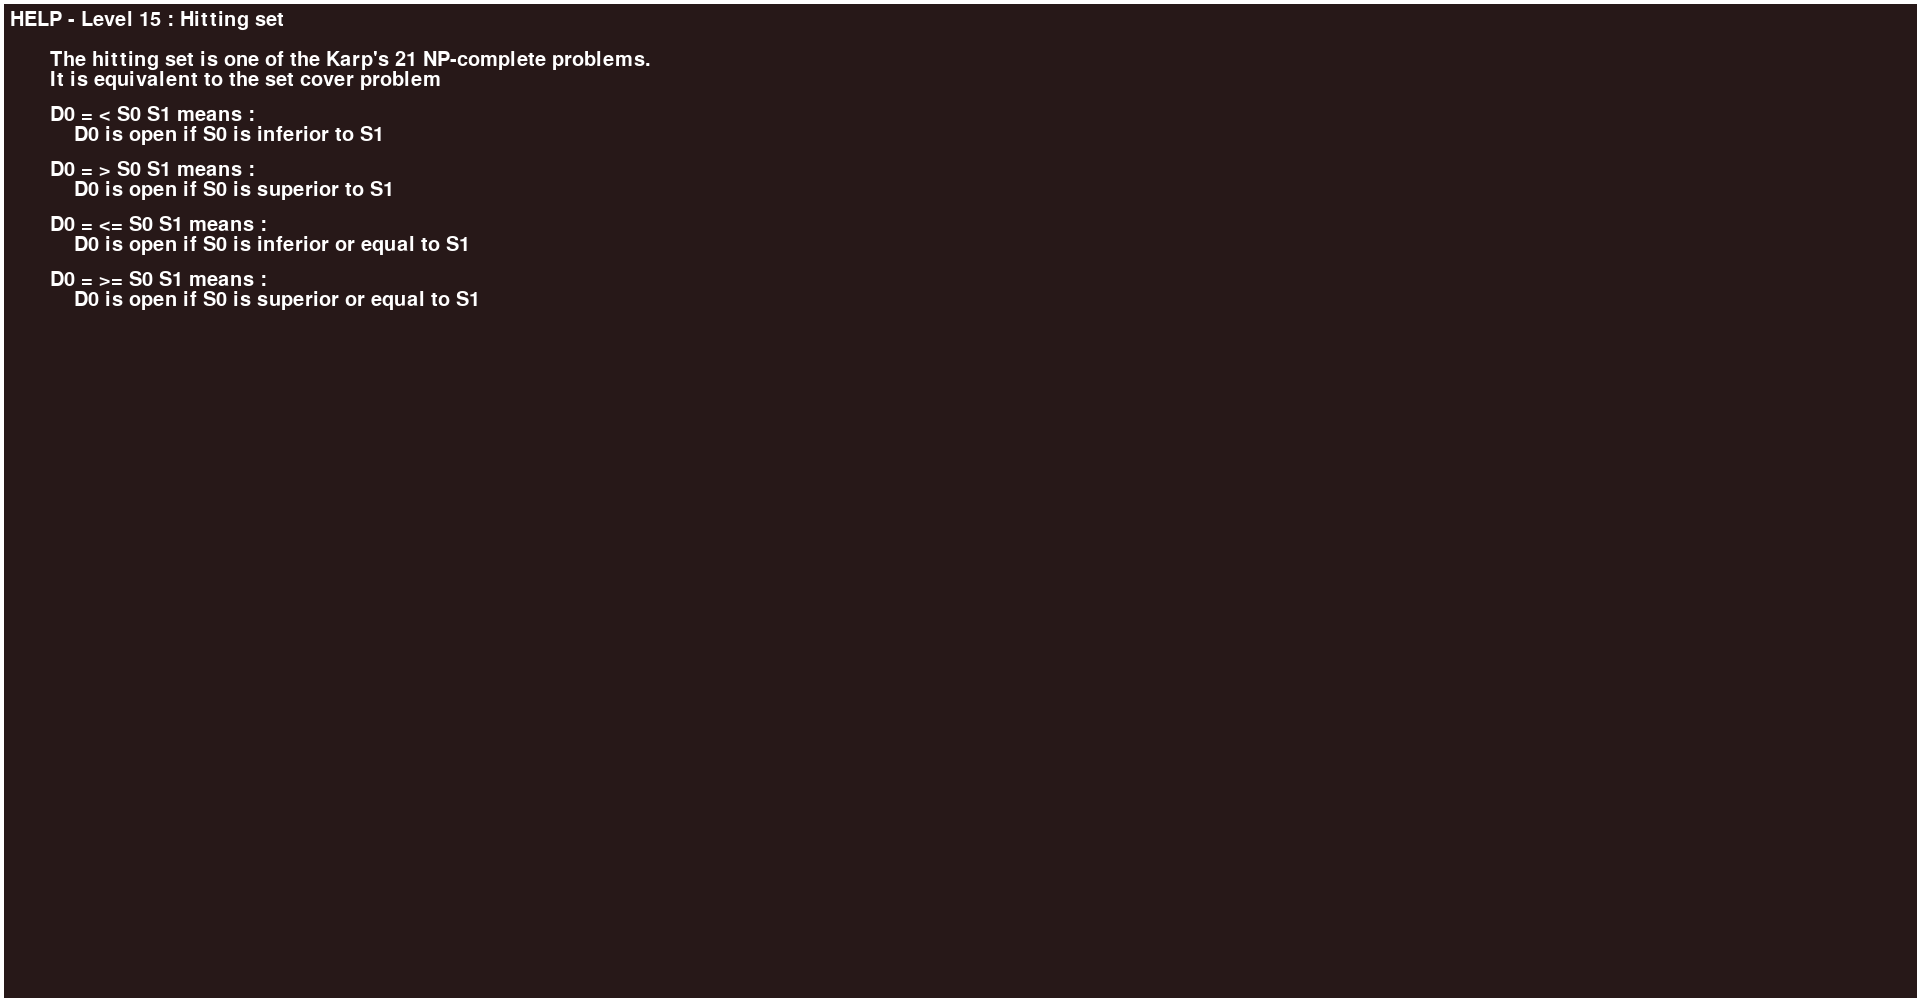 HELP - Level 15 : Hitting set
The hitting set is one of the Karp's 21 NP-complete problems.
It is equivalent to the set cover problem
D0 = < S0 S1 means :
D0 is open if S0 is inferior to S1
D0 = > S0 S1 means :
D0 is open if S0 is superior to S1
D0 = <= S0 S1 means :
D0 is open if S0 is inferior or equal to S1
D0 = >= S0 S1 means :
D0 is open if S0 is superior or equal to S1